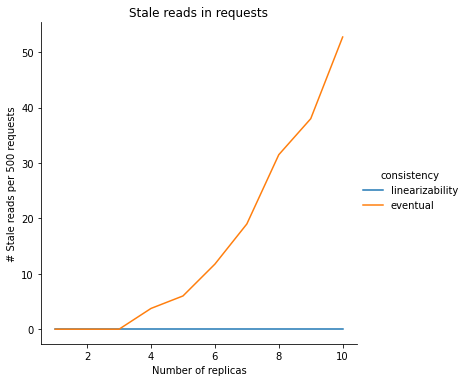 Stale reads in requests
# Stale reads per 500 requests
50
40
30
20
10
0
2
4
6
8
10
Number of replicas
consistency
linearizability
eventual